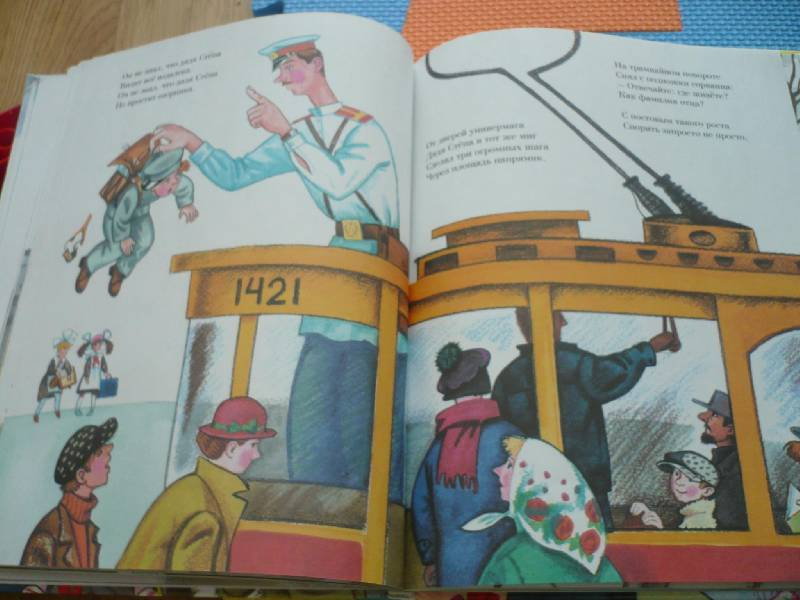 Он не знал, что дядя Стёпа
Видит всё издалека.
Он не знал, что дядя Стёпа
Не простит озорника.
1421
От дверей универмага
Дядя Стёпа в тот же миг
Сделал три огромных шага
Через площадь напрямик.
На трамвайном повороте
Снял с подножки сорванца:
— Отвечайте: где живёте?
Как фамилия отца?
С постовым такого роста
Спорить запросто не просто.